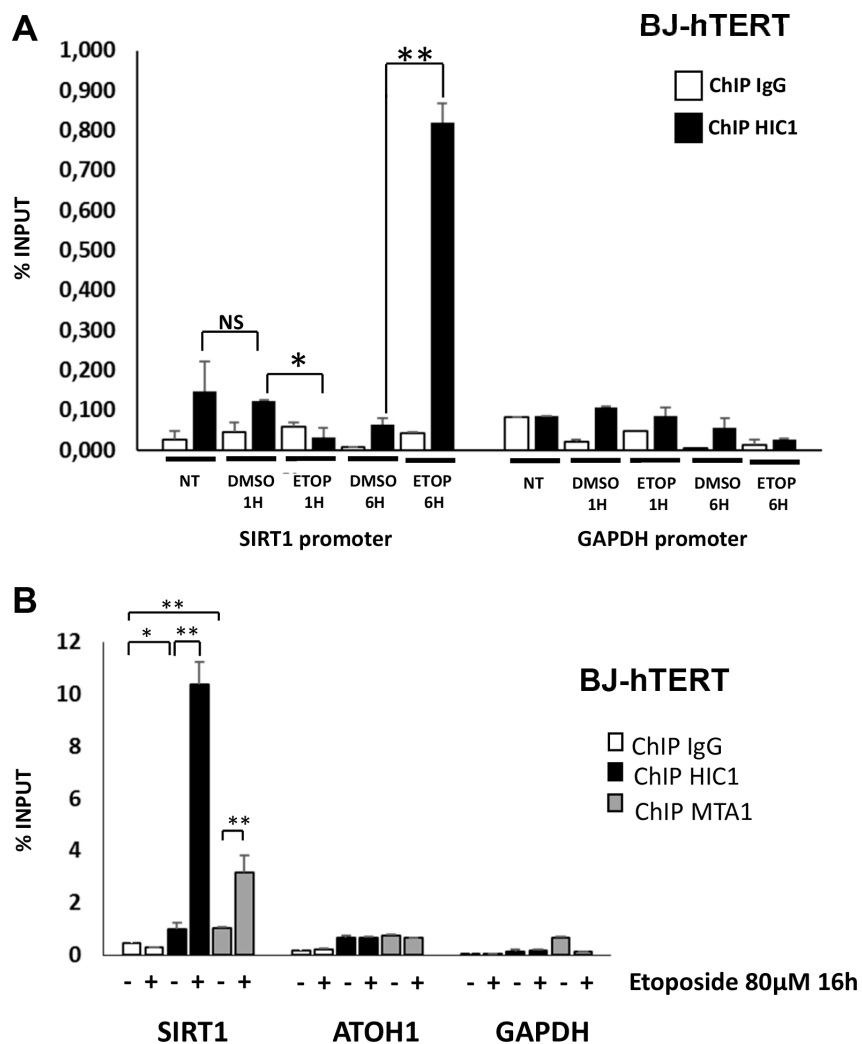 A
BJ-hTERT
ChIP IgG
ChIP HIC1
% INPUT
1,000
0,900
0,800
0,700
0,600
0,500
0,400
0,300
0,200
0,100
0,000
**
NS
*
NT DMSO ETOP DMSO ETOP NT DMSO ETOP DMSO ETOP
1H 1H 6H 6H 1H 1H 6H 6H
SIRT1 promoter GAPDH promoter
B
BJ-hTERT
ChIP IgG
ChIP HIC1
ChIP MTA1
% INPUT
12
10
8
6
4
2
0
**
* **
**
- + - + - + - + - + - + - + - + - + Etoposide 80µM 16h
SIRT1 ATOH1 GAPDH